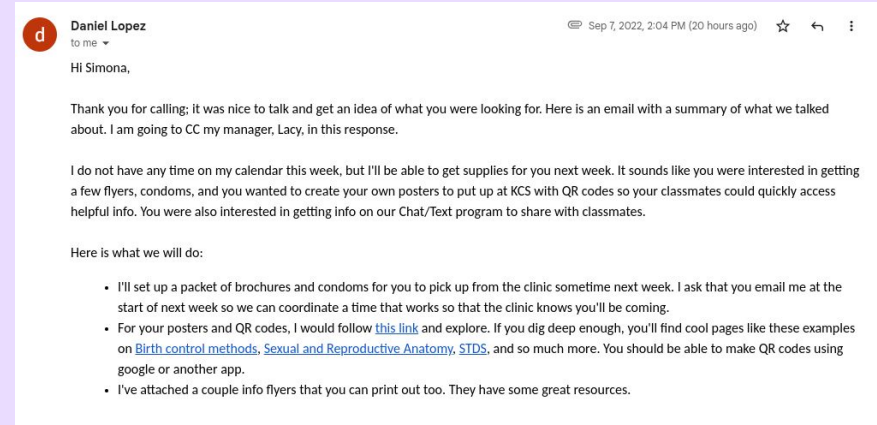 d
Daniel Lopez
Sep 7, 2022, 2:04 PM (20 hours ago)
to me
Hi Simona,
Thank you for calling; it was nice to talk and get an idea of what you were looking for. Here is an email with a summary of what we talked
about. I am going to CC my manager, Lacy, in this response.
I do not have any time on my calendar this week, but I'll be able to get supplies for you next week. It sounds like you were interested in getting
a few flyers, condoms, and you wanted to create your own posters to put up at KCS with QR codes so your classmates could quickly access
helpful info. You were also interested in getting info on our Chat/Text program to share with classmates.
Here is what we will do:
• I'll set up a packet of brochures and condoms for you to pick up from the clinic sometime next week. I ask that you email me at the
start of next week so we can coordinate a time that works so that the clinic knows you'll be coming.
• For your posters and QR codes, I would follow this link and explore. If you dig deep enough, you'll find cool pages like these examples
on Birth control methods, Sexual and Reproductive Anatomy, STDS, and so much more. You should be able to make QR codes using
google or another app.
• I've attached a couple info flyers that you can print out too. They have some great resources.